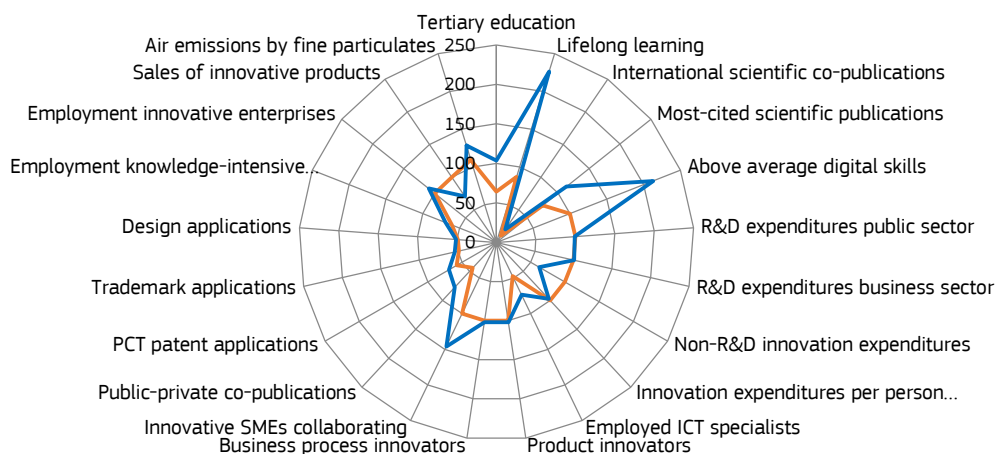 Tertiary education
Lifelong learning
International scientific co-publications
Most-cited scientific publications
Above average digital skills
R&D expenditures public sector
R&D expenditures business sector
Non-R&D innovation expenditures
Innovation expenditures per person...
Employed ICT specialists
Product innovators
Business process innovators
Innovative SMEs collaborating
Public-private co-publications
PCT patent applications
Trademark applications
Design applications
Employment knowledge-intensive...
Employment innovative enterprises
Sales of innovative products
Air emissions by fine particulates
250
200
150
100
50
0